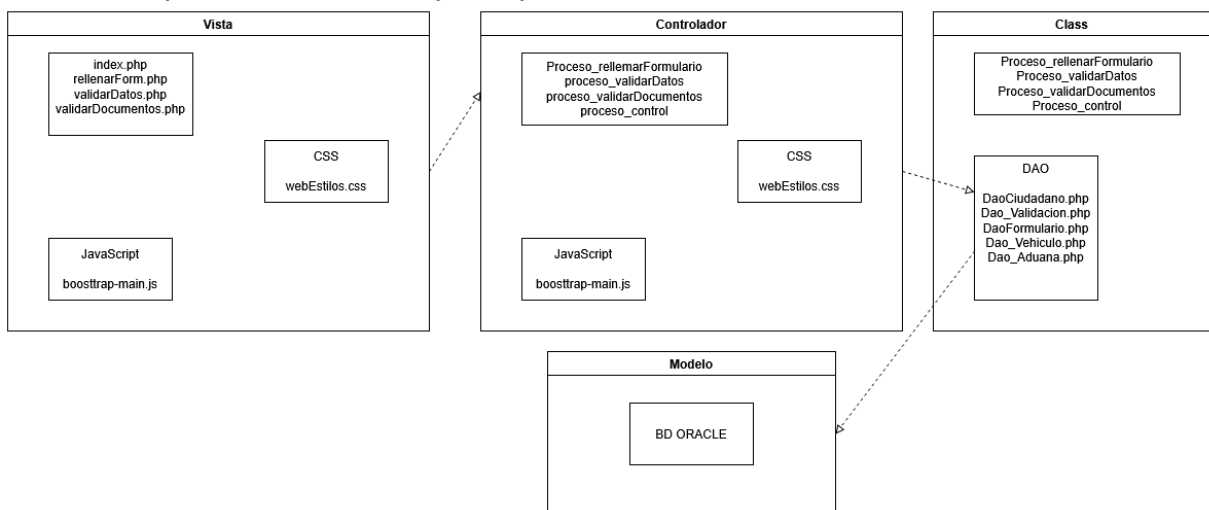 Vista
index.php
rellenarForm.php
validarDatos.php
validarDocumentos.php
CSS
webEstilos.css
JavaScript
boosttrap-main.js
Controlador
Proceso_rellemarFormulario
proceso_validarDatos
proceso_validarDocumentos
proceso_control
CSS
webEstilos.css
JavaScript
boosttrap-main.js
Class
Proceso_rellenarFormulario
Proceso_validarDatos
Proceso_validarDocumentos
Proceso_control
DAO
DaoCiudadano.php
Dao_Validacion.php
DaoFormulario.php
Dao_Vehiculo.php
Dao_Aduana.php
Modelo
BD ORACLE